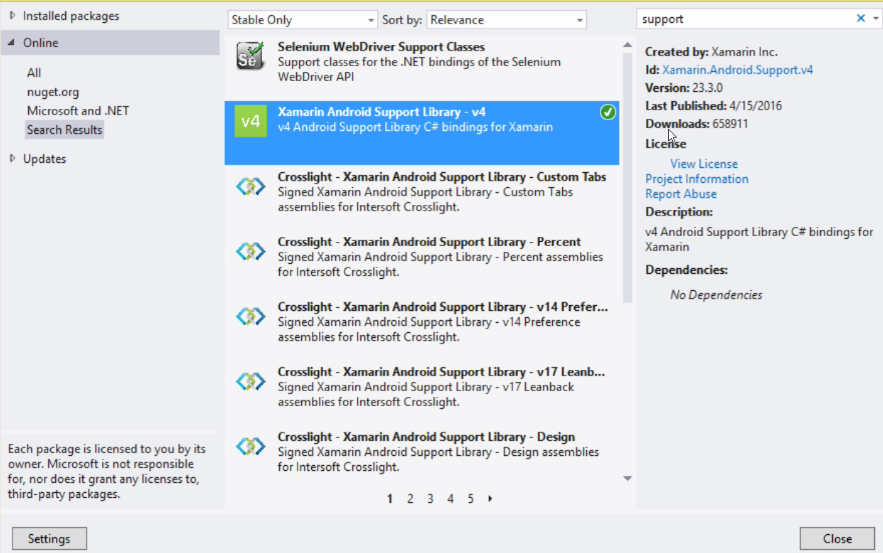 Installed packages
Online
All
nuget.org
Microsoft and .NET
Search Results
Updates
Each package is licensed to you by its
owner. Microsoft is not responsible
for, nor does it grant any licenses to,
third-party packages.
Settings
Stable Only
Sort by: Relevance
Se
Selenium WebDriver Support Classes
Support classes for the .NET bindings of the Selenium
WebDriver API
v4
Xamarin Android Support Library - v4
v4 Android Support Library C# bindings for Xamarin
Crosslight - Xamarin Android Support Library - Custom Tabs
Signed Xamarin Android Support Library - Custom Tabs
assemblies for Intersoft Crosslight.
Crosslight - Xamarin Android Support Library - Percent
Signed Xamarin Android Support Library - Percent assemblies
for Intersoft Crosslight.
Crosslight - Xamarin Android Support Library - v14 Prefer...
Signed Xamarin Android Support Library - v14 Preference
assemblies for Intersoft Crosslight.
Crosslight - Xamarin Android Support Library - v17 Leanb...
Signed Xamarin Android Support Library - v17 Leanback
assemblies for Intersoft Crosslight.
Crosslight - Xamarin Android Support Library - Design
Signed Xamarin Android Support Library - Design assemblies
for Intersoft Crosslight.
1 2 3 4 5
support
Created by: Xamarin Inc.
Id: Xamarin.Android.Support.v4
Version: 23.3.0
Last Published: 4/15/2016
Downloads: 658911
License
View License
Project Information
Report Abuse
Description:
v4 Android Support Library C# bindings for
Xamarin
Dependencies:
No Dependencies
Close